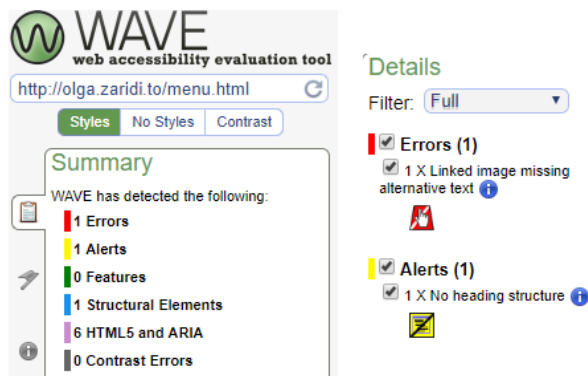 WAVE
web accessibility evaluation tool
http://olga.zaridi.to/menu.html
Styles No Styles Contrast
Summary
WAVE has detected the following:
1 Errors
1 Alerts
0 Features
1 Structural Elements
6 HTML5 and ARIA
0 Contrast Errors
Details
Filter: Full
Errors (1)
1 X Linked image missing
alternative text
Alerts (1)
1 X No heading structure